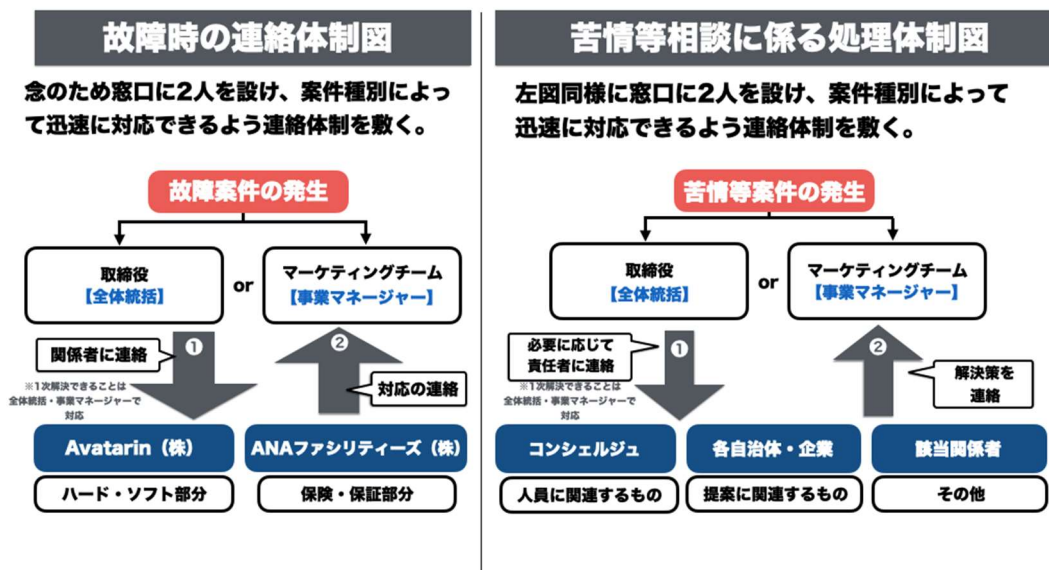 故障時の連絡体制図
念のため窓口に2人を設け、案件種別によっ
て迅速に対応できるよう連絡体制を敷く。
故障案件の発生
取締役
【全体統括】
or
マーケティングチーム
【事業マネージャー】
関係者に連絡
❶
※1次解決できることは
全体統括・事業マネージャーで
対応
❷
対応の連絡
Avatarin（株）
ANAファシリティーズ（株）
ハード・ソフト部分
保険・保証部分
苦情等相談に係る処理体制図
左図同様に窓口に2人を設け、案件種別によって
迅速に対応できるよう連絡体制を敷く。
苦情等案件の発生
取締役
【全体統括】
or
マーケティングチーム
【事業マネージャー】
必要に応じて
責任者に連絡
❶
※1次解決できることは
全体統括・事業マネージャーで
対応
❷
解決策を
連絡
コンシェルジュ
各自治体・企業
該当関係者
人員に関連するもの
提案に関連するもの
その他